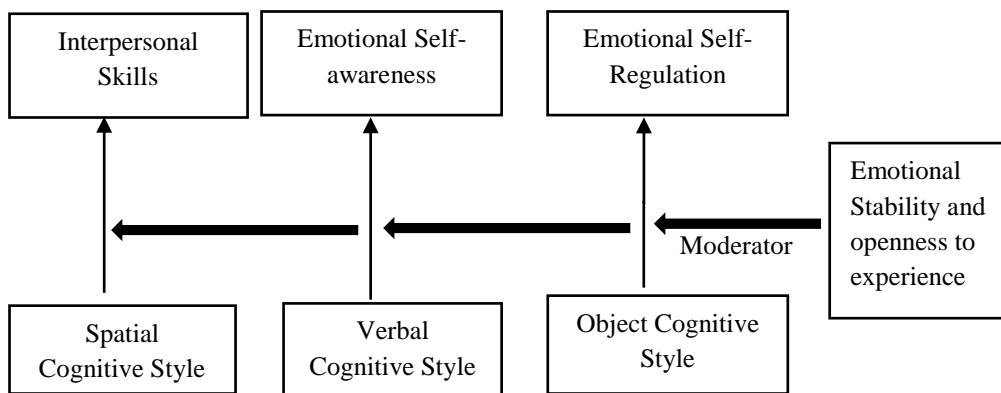 Interpersonal
Skills
Emotional Self-
awareness
Emotional Self-
Regulation
Emotional
Stability and
openness to
experience
Moderator
Spatial
Cognitive Style
Verbal
Cognitive Style
Object Cognitive
Style